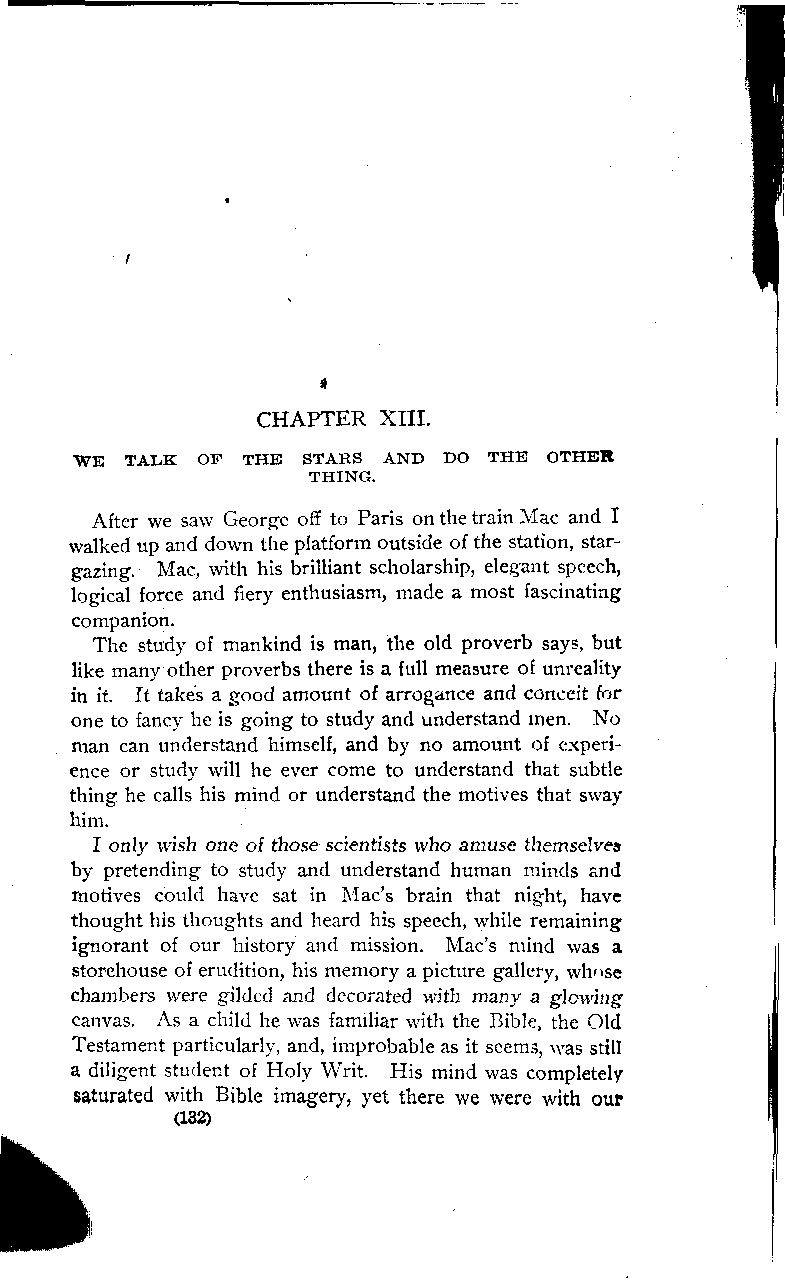 CHAPTER XIII.
WE TALK OF THE STARS AND DO THE OTHER
THING.
After we saw George off to Paris on the train Mac and I
walked up and down the platform outside of the station, star-
gazing. Mac, with his brilliant scholarship, elegant speech,
logical force and fiery enthusiasm, made a most fascinating
companion.
The study of mankind is man, the old proverb says, but
like many other proverbs there is a full measure of unreality
in it. It takes a good amount of arrogance and conceit for
one to fancy he is going to study and understand men. No
man can understand himself, and by no amount of experi-
ence or study will he ever come to understand that subtle
thing he calls his mind or understand the motives that sway
him.
I only wish one of those scientists who amuse themselves
by pretending to study and understand human minds and
motives could have sat in Mac's brain that night, have
thought his thoughts and heard his speech, while remaining
ignorant of our history and mission. Mac's mind was a
storehouse of erudition, his memory a picture gallery, whose
chambers were gilded and decorated with many a glowing
canvas. As a child he was familiar with the Bible, the Old
Testament particularly, and, improbable as it seems, was still
a diligent student of Holy Writ. His mind was completely
saturated with Bible imagery, yet there we were with our
(132)